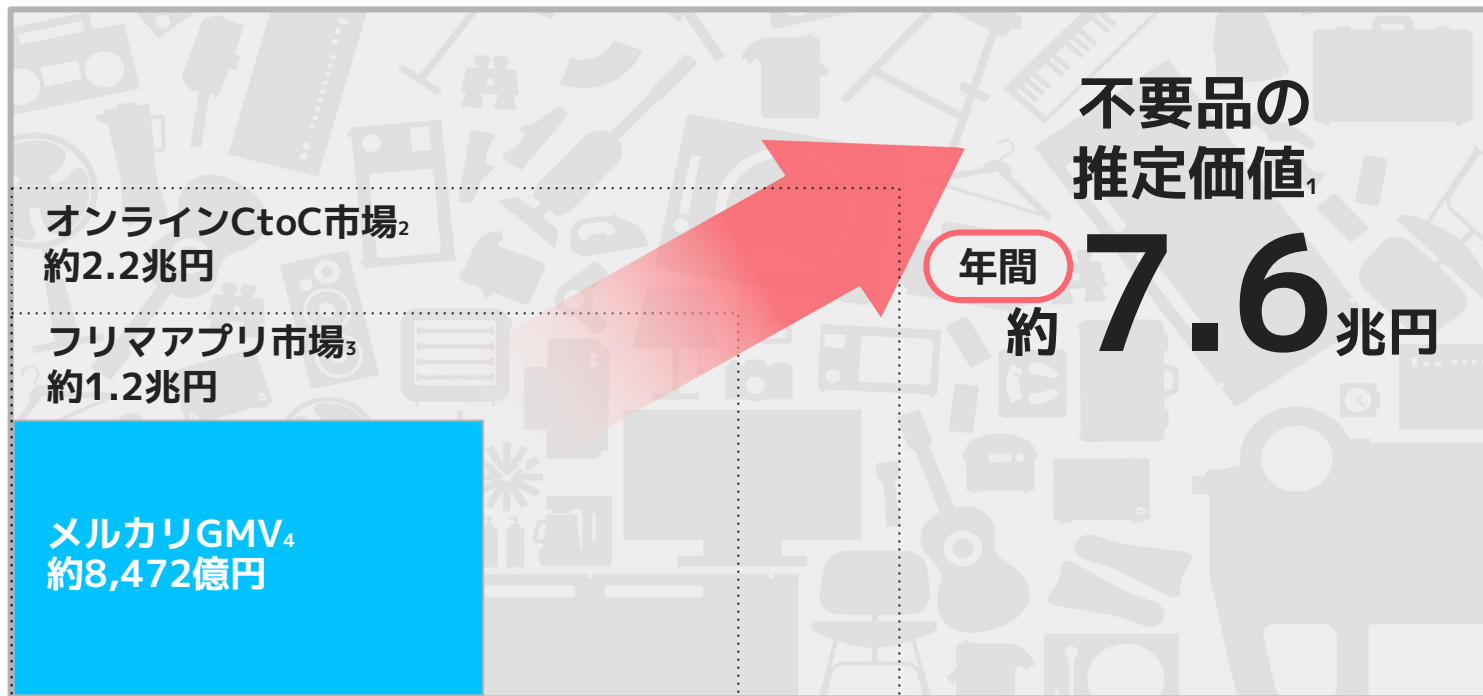 不要品の
推定価値1
年間
約7.6兆円
オンラインCtoC市場2
約2.2兆円
フリマアプリ市場3
約1.2兆円
メルカリGMV4
約8,472億円